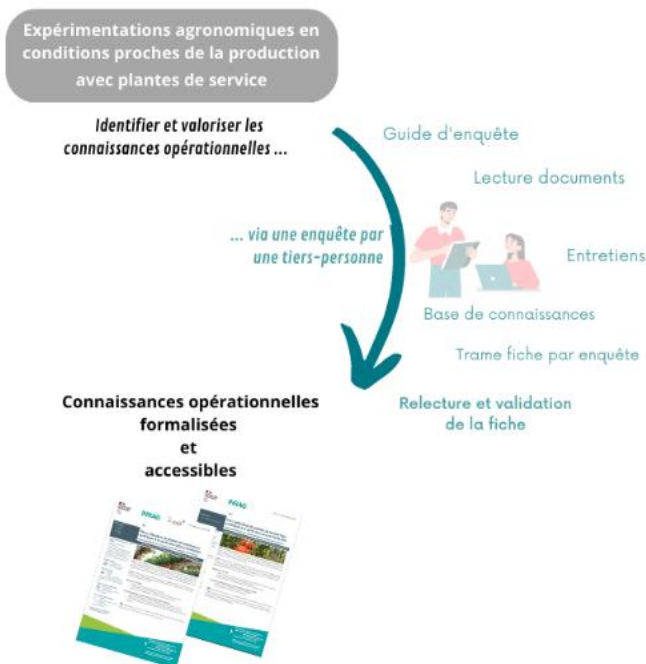 Expérimentations agronomiques en
conditions proches de la production
avec plantes de service
Identifier et valoriser les
connaissances opérationnelles ...
Guide d'enquête
Lecture documents
... via une enquête par
une tiers-personne
Entretiens
Base de connaissances
Trame fiche par enquête
Connaissances opérationnelles
formalisées
et
accessibles
Relecture et validation
de la fiche
INRAE
INRAE